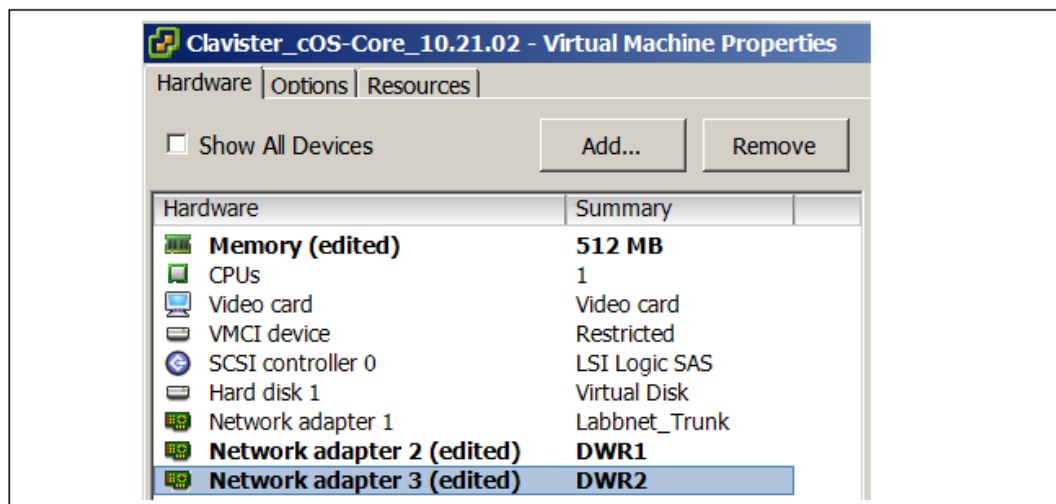 Clavister_cOS-Core_10.21.02 - Virtual Machine Properties
Hardware Options Resources
Show All Devices Add... Remove
Hardware Summary
Memory (edited) 512 MB
CPUs 1
Video card Video card
VMCI device Restricted
SCSI controller 0 LSI Logic SAS
Hard disk 1 Virtual Disk
Network adapter 1 Labbnet_Trunk
Network adapter 2 (edited) DWR1
Network adapter 3 (edited) DWR2